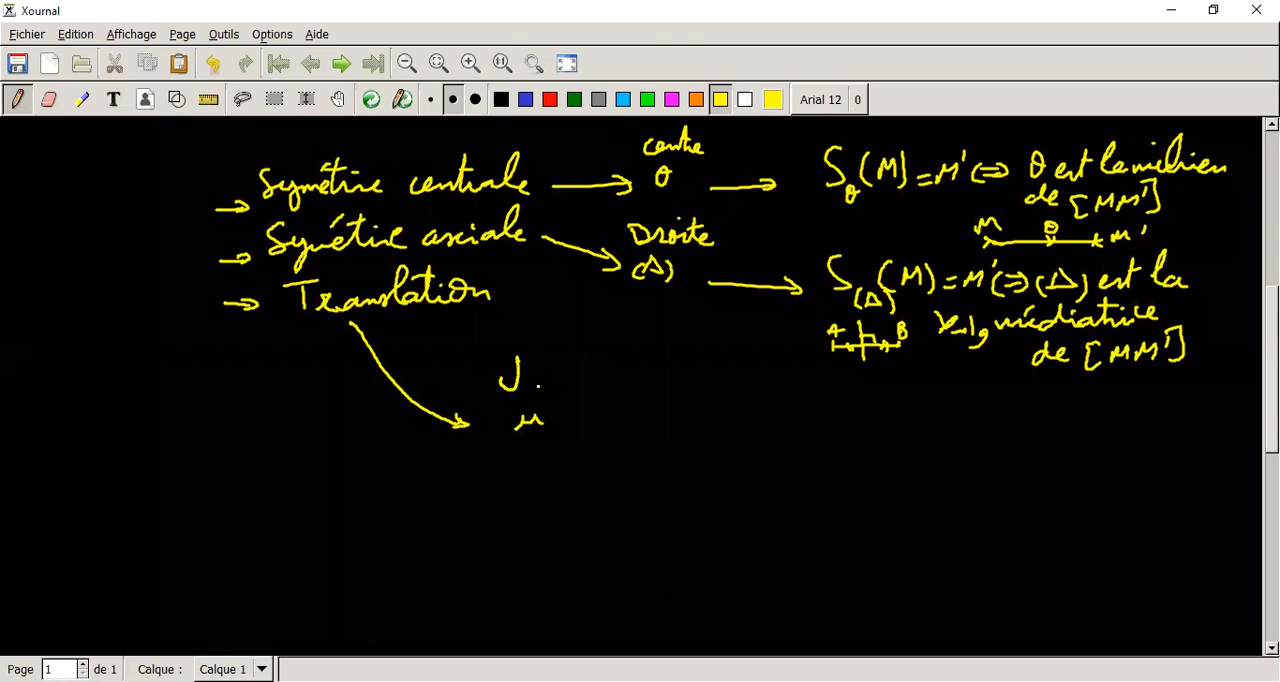 Xournal
Fichier Edition Affichage Page Outils Options Aide
Arial 12 0
→ Symétrie centrale → centre O → S_O(M) = M' ⇔ O est le milieu
de [MM']
M O M'
→ Symétrie axciale → Droite (Δ) → S_(Δ)(M) = M' ⇔ (Δ) est la
médiatrice
de [MM']
A B
→ Translation
u
Page 1 de 1 Calque : Calque 1